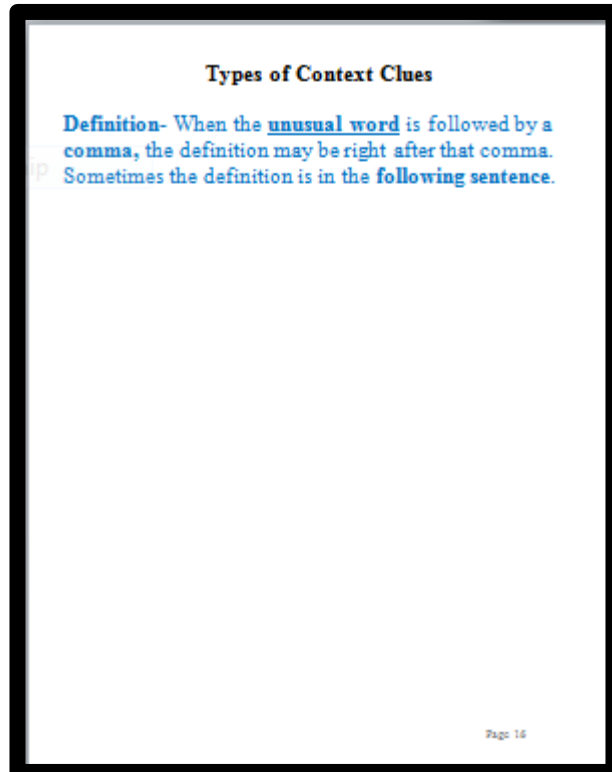 Types of Context Clues
Definition- When the unusual word is followed by a
comma, the definition may be right after that comma.
Sometimes the definition is in the following sentence.
Page 16